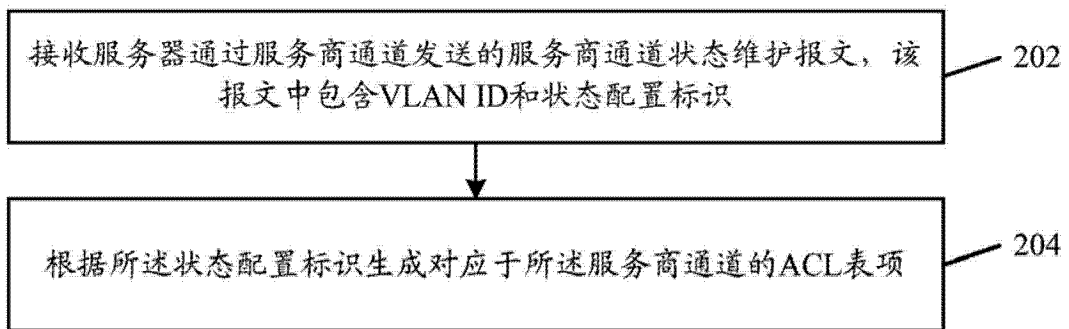 接收服务器通过服务商通道发送的服务商通道状态维护报文，该
报文中包含VLAN ID和状态配置标识
202
根据所述状态配置标识生成对应于所述服务商通道的ACL表项
204